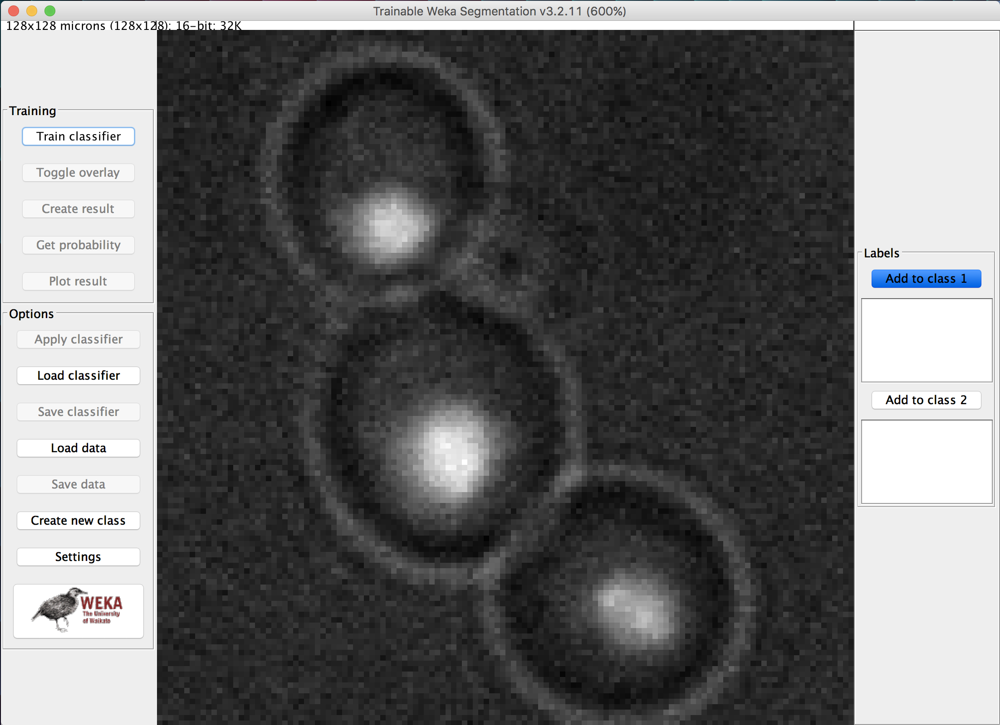 Trainable Weka Segmentation v3.2.11 (600%)
128x128 microns (128x128); 16-bit; 32K
Training
Train classifier
Toggle overlay
Create result
Get probability
Plot result
Options
Apply classifier
Load classifier
Save classifier
Load data
Save data
Create new class
Settings
WEKA
The University
of Waikato
Labels
Add to class 1
Add to class 2